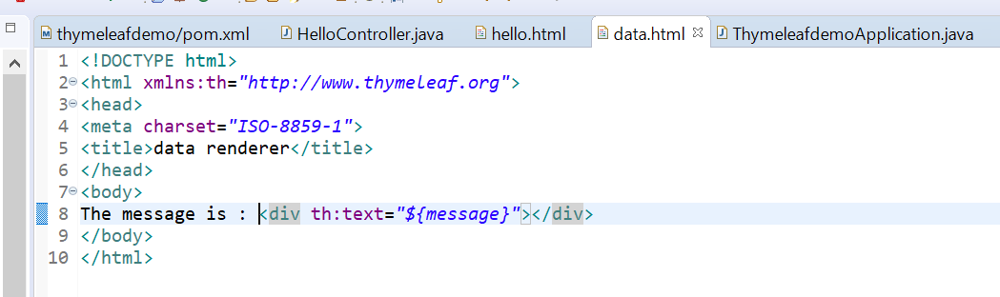 thymeleafdemo/pom.xml HelloController.java hello.html data.html ThymeleafdemoApplication.java
1 <!DOCTYPE html>
2 <html xmlns:th="http://www.thymeleaf.org">
3 <head>
4 <meta charset="ISO-8859-1">
5 <title>data renderer</title>
6 </head>
7 <body>
8 The message is : <div th:text="${message}"></div>
9 </body>
10 </html>